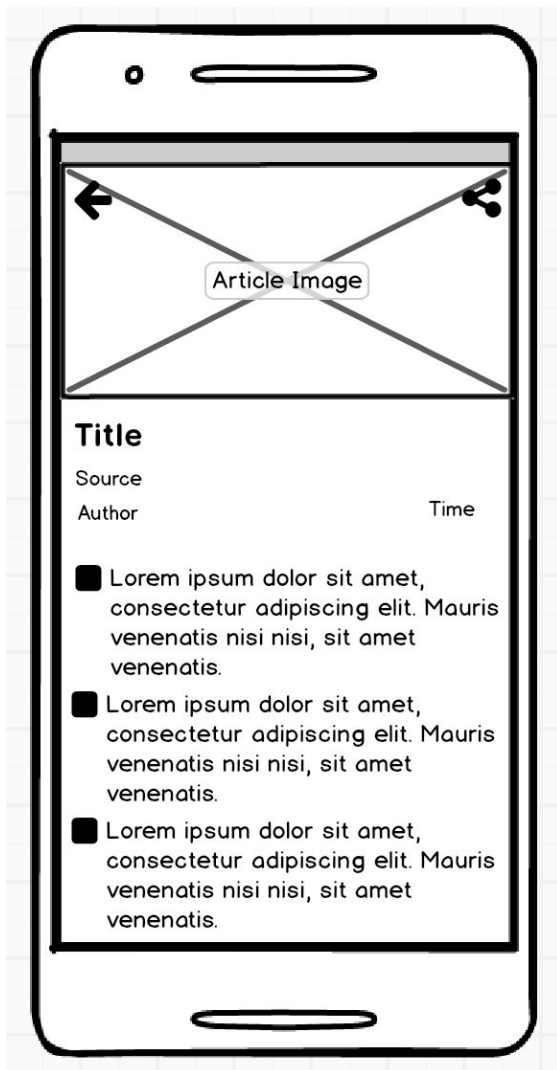 Article Image
Title
Source
Author
Time
Lorem ipsum dolor sit amet,
consectetur adipiscing elit. Mauris
venenatis nisi nisi, sit amet
venenatis.
Lorem ipsum dolor sit amet,
consectetur adipiscing elit. Mauris
venenatis nisi nisi, sit amet
venenatis.
Lorem ipsum dolor sit amet,
consectetur adipiscing elit. Mauris
venenatis nisi nisi, sit amet
venenatis.